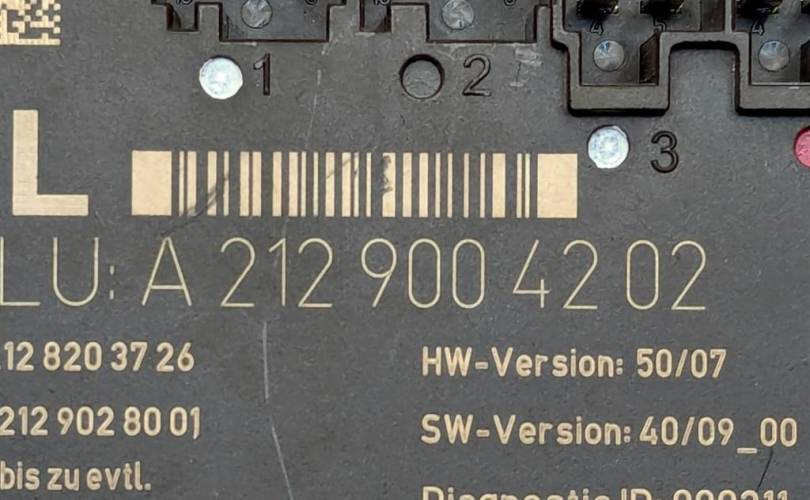 1 2
3
L
LU: A 212 900 42 02
12 820 37 26
HW-Version: 50/07
212 902 80 01
SW-Version: 40/09_00
bis zu evtl.